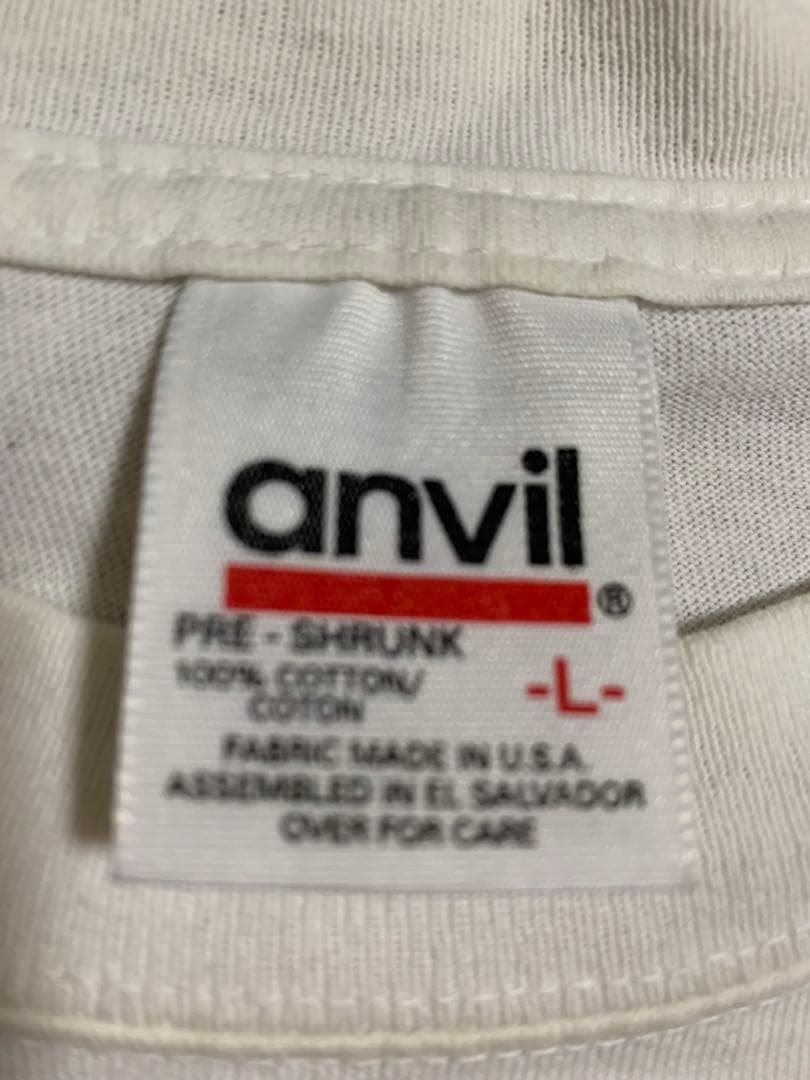 anvil
®
PRE - SHRUNK
100% COTTON/
COTON
-L-
FABRIC MADE IN U.S.A.
ASSEMBLED IN EL SALVADOR
OVER FOR CARE